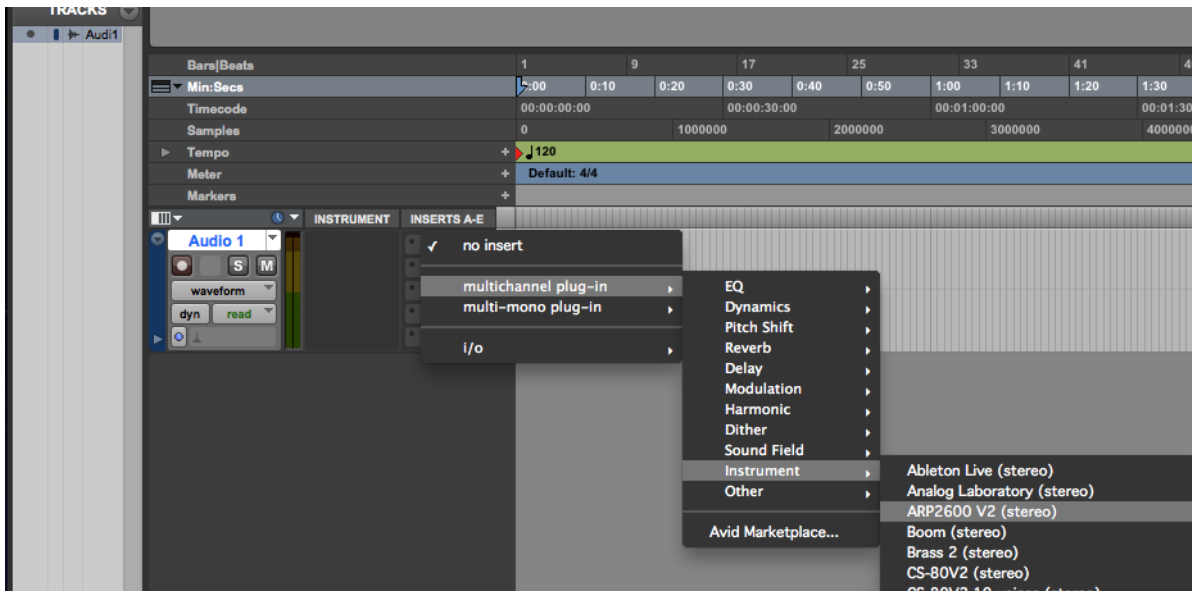 TRACKS
Audi1
Bars|Beats 1 9 17 25 33 41
Min:Secs 0:00 0:10 0:20 0:30 0:40 0:50 1:00 1:10 1:20 1:30
Timecode 00:00:00:00 00:00:30:00 00:01:00:00 00:01:30
Samples 0 1000000 2000000 3000000 4000000
Tempo + 120
Meter + Default: 4/4
Markers +
INSTRUMENT INSERTS A-E
Audio 1
S M
waveform
dyn read
✓ no insert
multichannel plug-in
multi-mono plug-in
i/o
EQ
Dynamics
Pitch Shift
Reverb
Delay
Modulation
Harmonic
Dither
Sound Field
Instrument
Other
Avid Marketplace...
Ableton Live (stereo)
Analog Laboratory (stereo)
ARP2600 V2 (stereo)
Boom (stereo)
Brass 2 (stereo)
CS-80V2 (stereo)